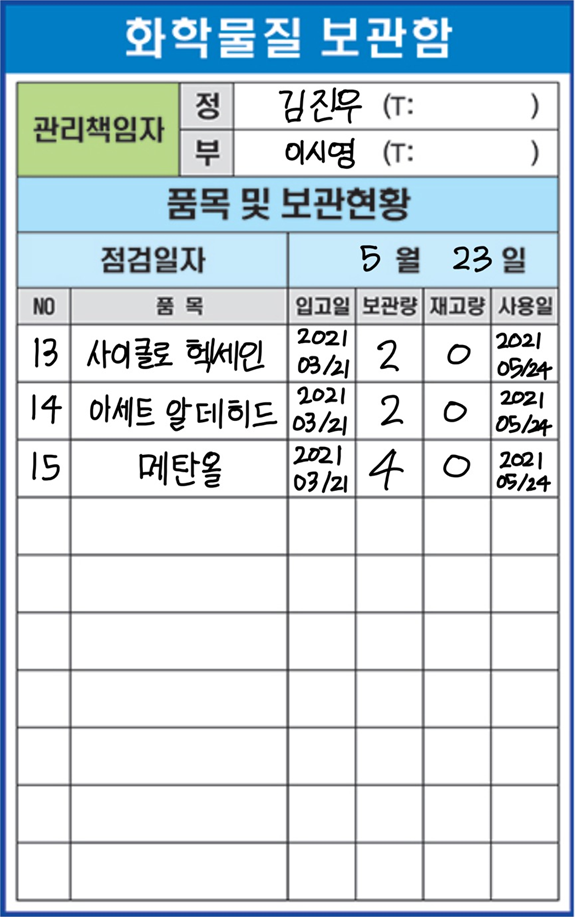 화학물질 보관함
관리책임자 정 김진우 (T: )
부 이시영 (T: )
품목 및 보관현황
점검일자 5 월 23 일
NO 품 목 입고일 보관량 재고량 사용일
13 사이클로 헥세인 2021 03/21 2 0 2021 05/24
14 아세트 알데히드 2021 03/21 2 0 2021 05/24
15 메탄올 2021 03/21 4 0 2021 05/24